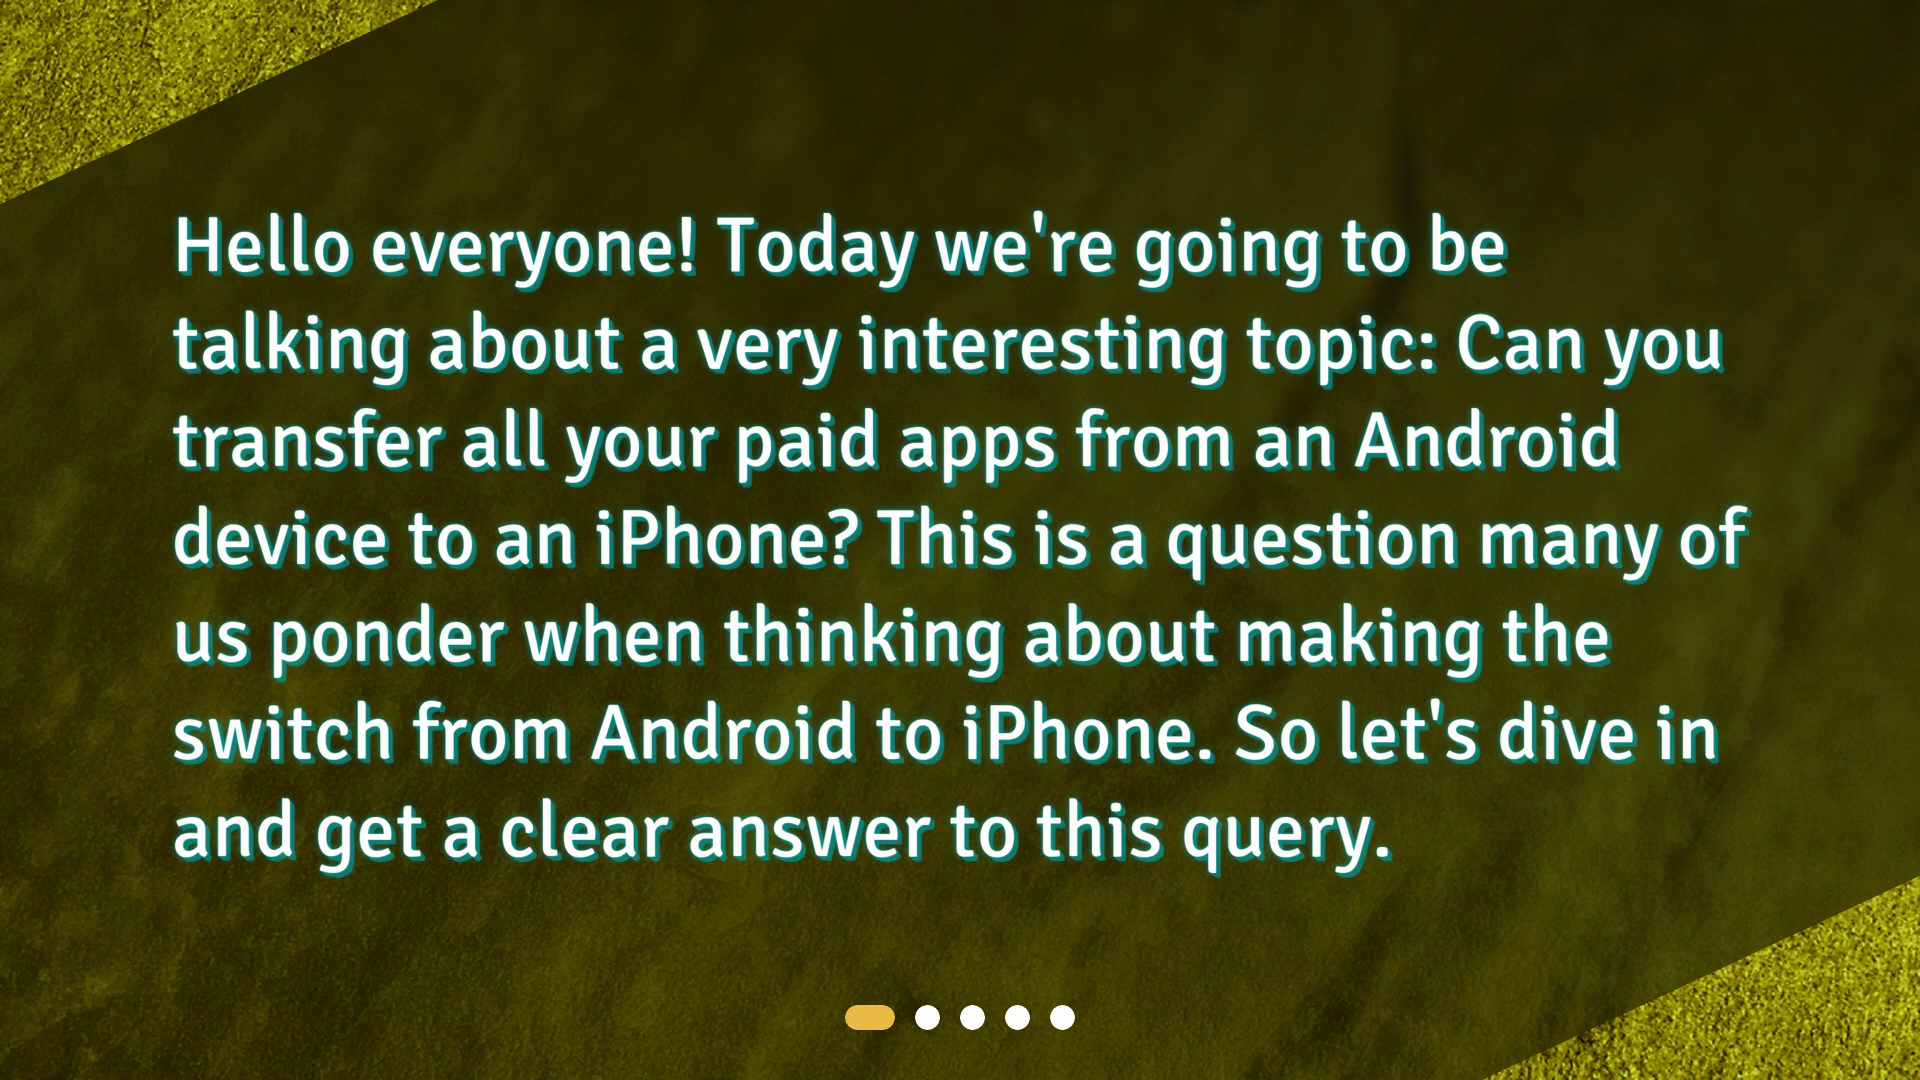 Hello everyone! Today we're going to be
talking about a very interesting topic: Can you
transfer all your paid apps from an Android
device to an iPhone? This is a question many of
us ponder when thinking about making the
switch from Android to iPhone. So let's dive in
and get a clear answer to this query.